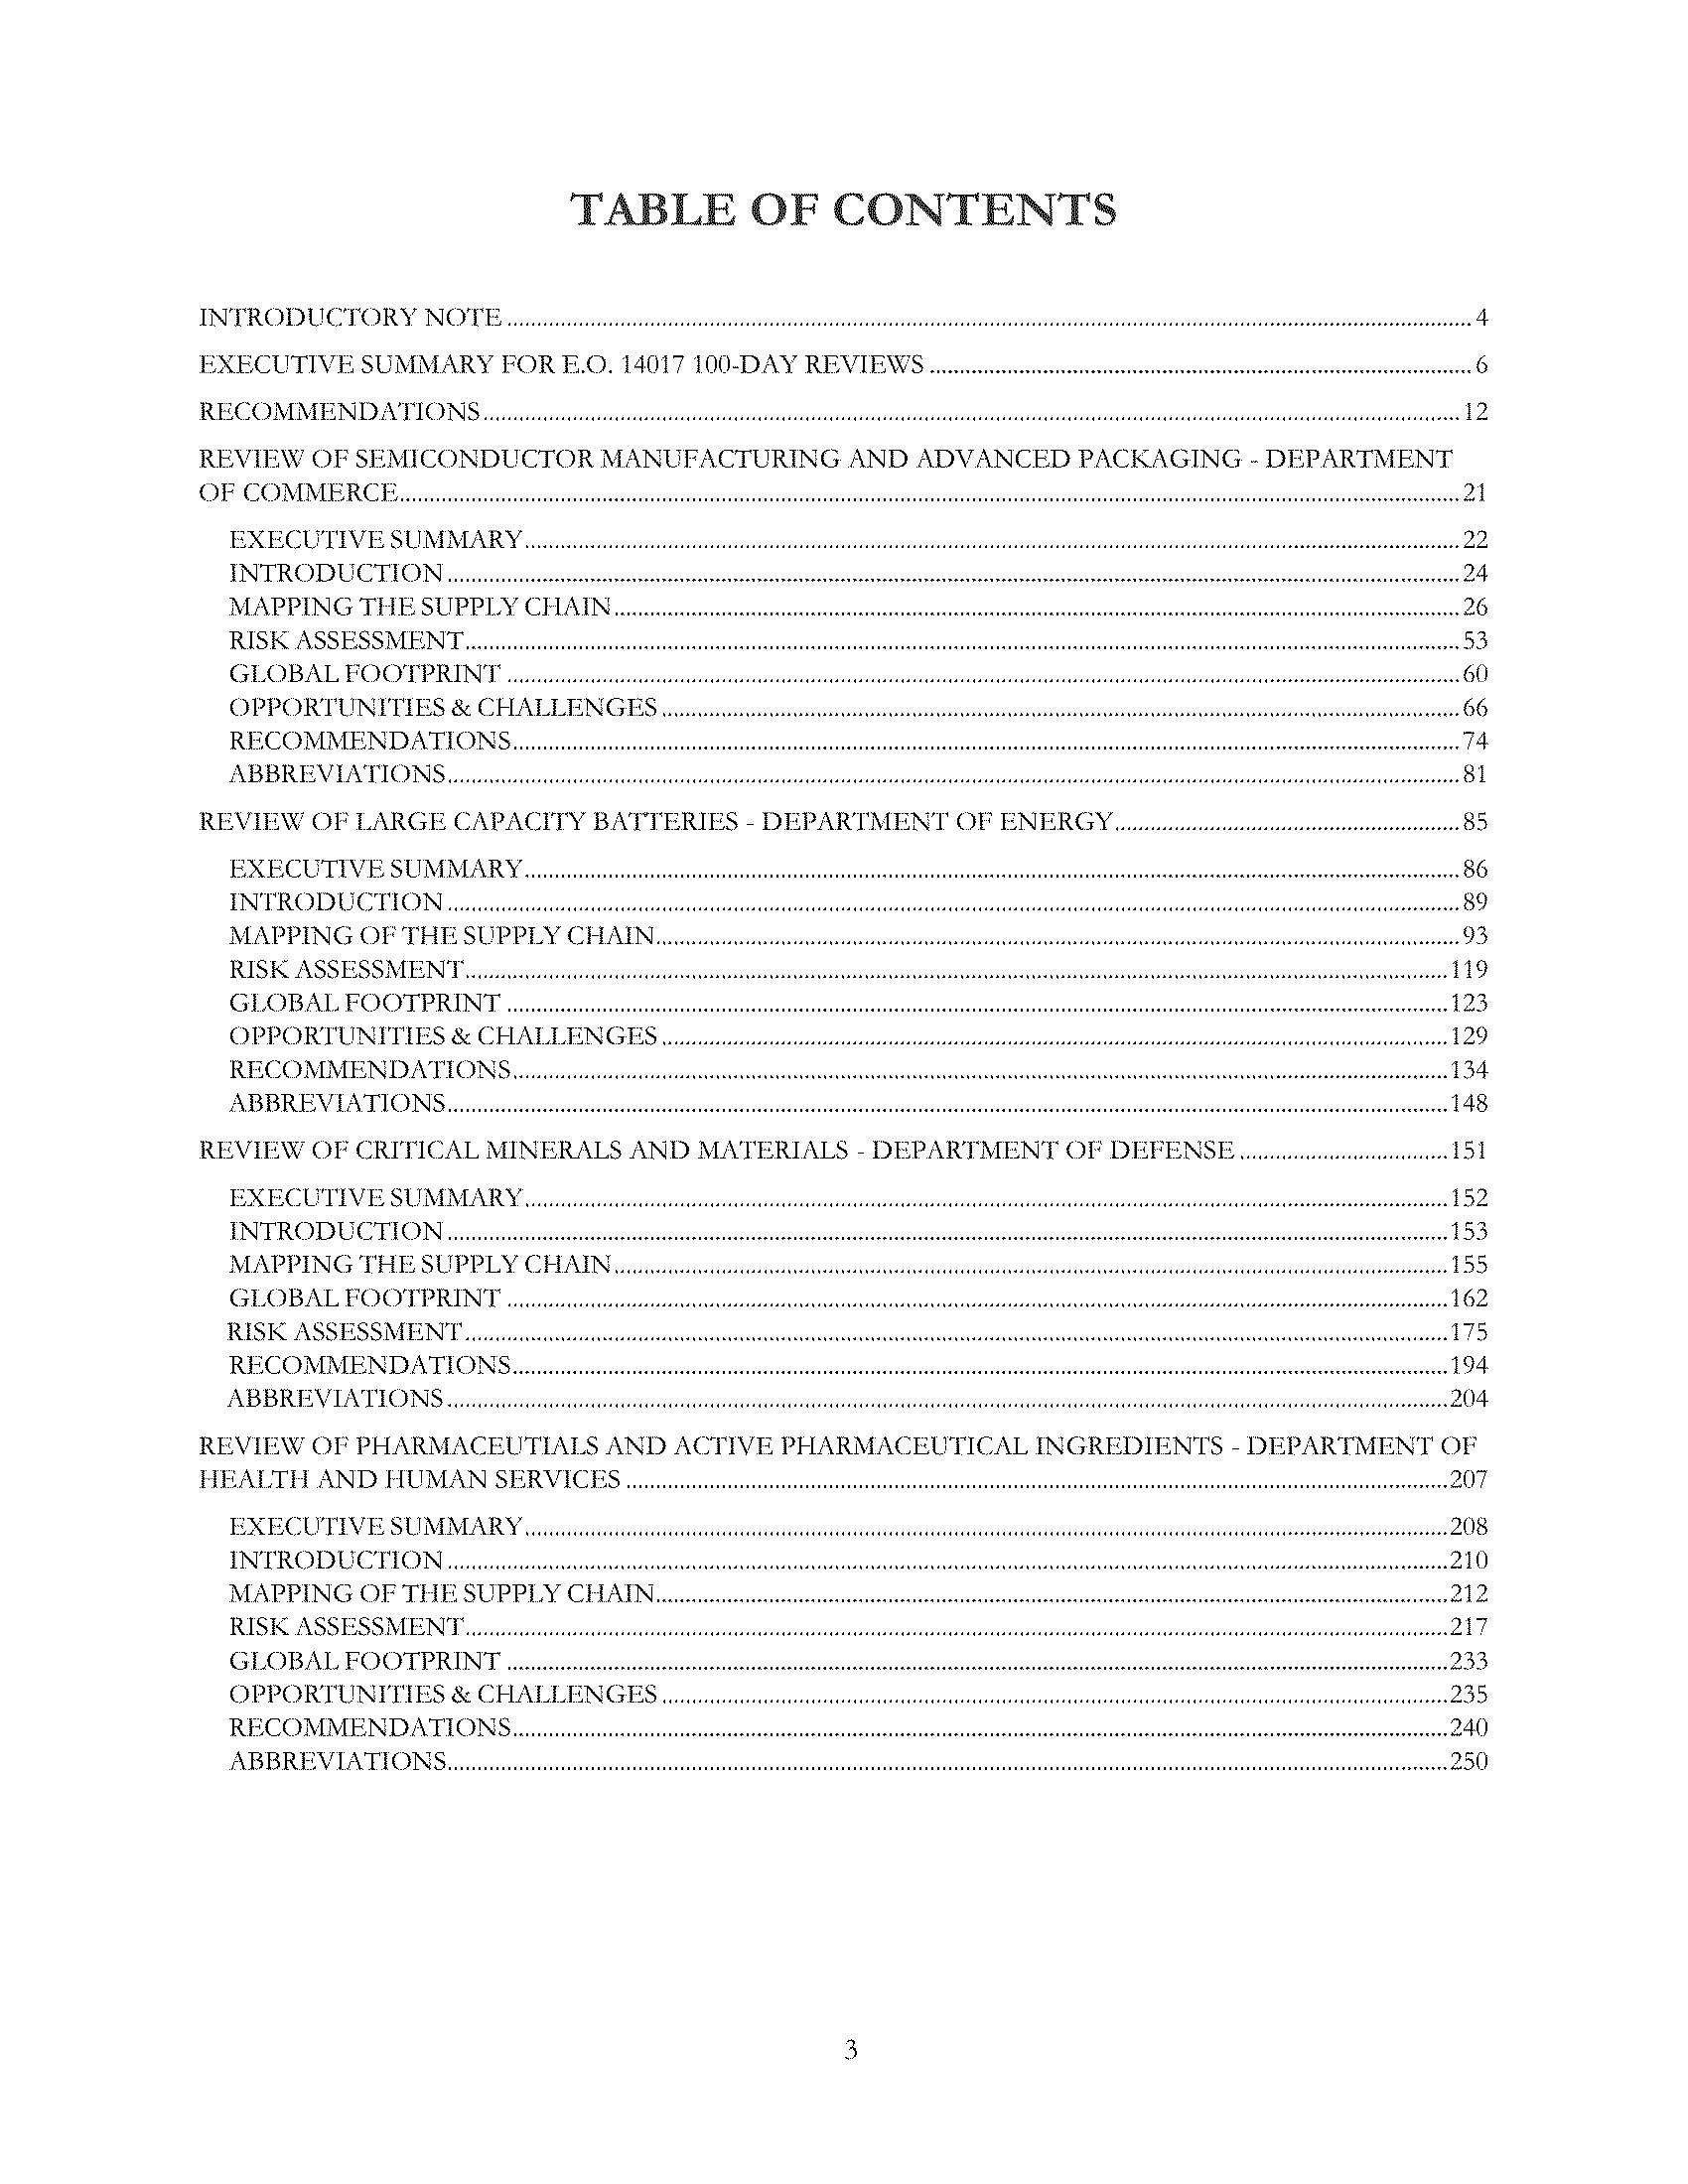 TABLE OF CONTENTS
INTRODUCTORY NOTE 4
EXECUTIVE SUMMARY FOR E.O. 14017 100-DAY REVIEWS 6
RECOMMENDATIONS 12
REVIEW OF SEMICONDUCTOR MANUFACTURING AND ADVANCED PACKAGING - DEPARTMENT
OF COMMERCE 21
EXECUTIVE SUMMARY 22
INTRODUCTION 24
MAPPING THE SUPPLY CHAIN 26
RISK ASSESSMENT 53
GLOBAL FOOTPRINT 60
OPPORTUNITIES & CHALLENGES 66
RECOMMENDATIONS 74
ABBREVIATIONS 81
REVIEW OF LARGE CAPACITY BATTERIES - DEPARTMENT OF ENERGY 85
EXECUTIVE SUMMARY 86
INTRODUCTION 89
MAPPING OF THE SUPPLY CHAIN 93
RISK ASSESSMENT 119
GLOBAL FOOTPRINT 123
OPPORTUNITIES & CHALLENGES 129
RECOMMENDATIONS 134
ABBREVIATIONS 148
REVIEW OF CRITICAL MINERALS AND MATERIALS - DEPARTMENT OF DEFENSE 151
EXECUTIVE SUMMARY 152
INTRODUCTION 153
MAPPING THE SUPPLY CHAIN 155
GLOBAL FOOTPRINT 162
RISK ASSESSMENT 175
RECOMMENDATIONS 194
ABBREVIATIONS 204
REVIEW OF PHARMACEUTIALS AND ACTIVE PHARMACEUTICAL INGREDIENTS - DEPARTMENT OF
HEALTH AND HUMAN SERVICES 207
EXECUTIVE SUMMARY 208
INTRODUCTION 210
MAPPING OF THE SUPPLY CHAIN 212
RISK ASSESSMENT 217
GLOBAL FOOTPRINT 233
OPPORTUNITIES & CHALLENGES 235
RECOMMENDATIONS 240
ABBREVIATIONS 250
3